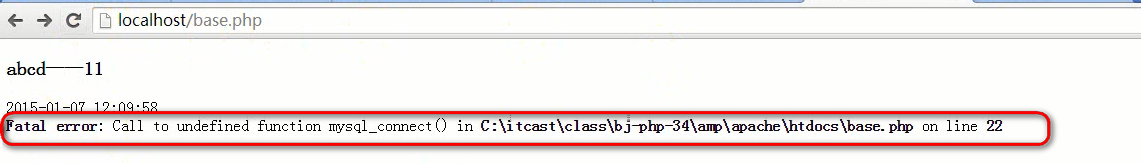 localhost/base.php
abcd——11
2015-01-07 12:09:58
Fatal error: Call to undefined function mysql_connect() in C:\itcast\class\bj-php-34\amp\apache\htdocs\base.php on line 22